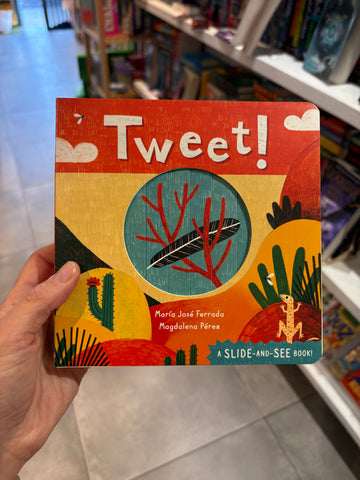 Tweet!
María José Ferrada
Magdalena Pérez
A SLIDE-AND-SEE BOOK!